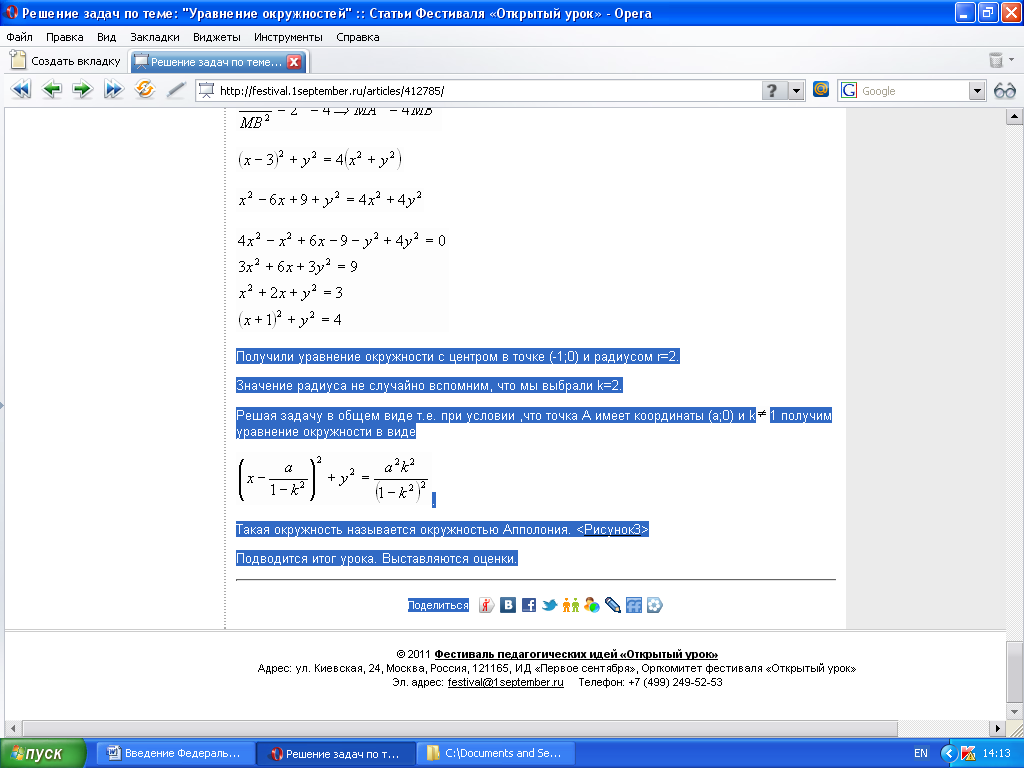 Решение задач по теме: "Уравнение окружностей" :: Статьи Фестиваля «Открытый урок» - Opera
Файл Правка Вид Закладки Виджеты Инструменты Справка
Создать вкладку Решение задач по теме...
http://festival.1september.ru/articles/412785/ ? Google
MB²
(x − 3)² + y² = 4(x² + y²)
x² − 6x + 9 + y² = 4x² + 4y²
4x² − x² + 6x − 9 − y² + 4y² = 0
3x² + 6x + 3y² = 9
x² + 2x + y² = 3
(x + 1)² + y² = 4
Получили уравнение окружности с центром в точке (-1;0) и радиусом r=2.
Значение радиуса не случайно вспомним, что мы выбрали k=2.
Решая задачу в общем виде т.е. при условии ,что точка А имеет координаты (a;0) и k ≠ 1 получим
уравнение окружности в виде
(x − a/(1 − k²))² + y² = a²k²/(1 − k²)² .
Такая окружность называется окружностью Апполония. <Рисунок3>
Подводится итог урока. Выставляются оценки.
Поделиться
© 2011 Фестиваль педагогических идей «Открытый урок»
Адрес: ул. Киевская, 24, Москва, Россия, 121165, ИД «Первое сентября», Оргкомитет фестиваля «Открытый урок»
Эл. адрес: festival@1september.ru Телефон: +7 (499) 249-52-53
пуск Введение Федераль... Решение задач по т... C:\Documents and Se... EN 14:13